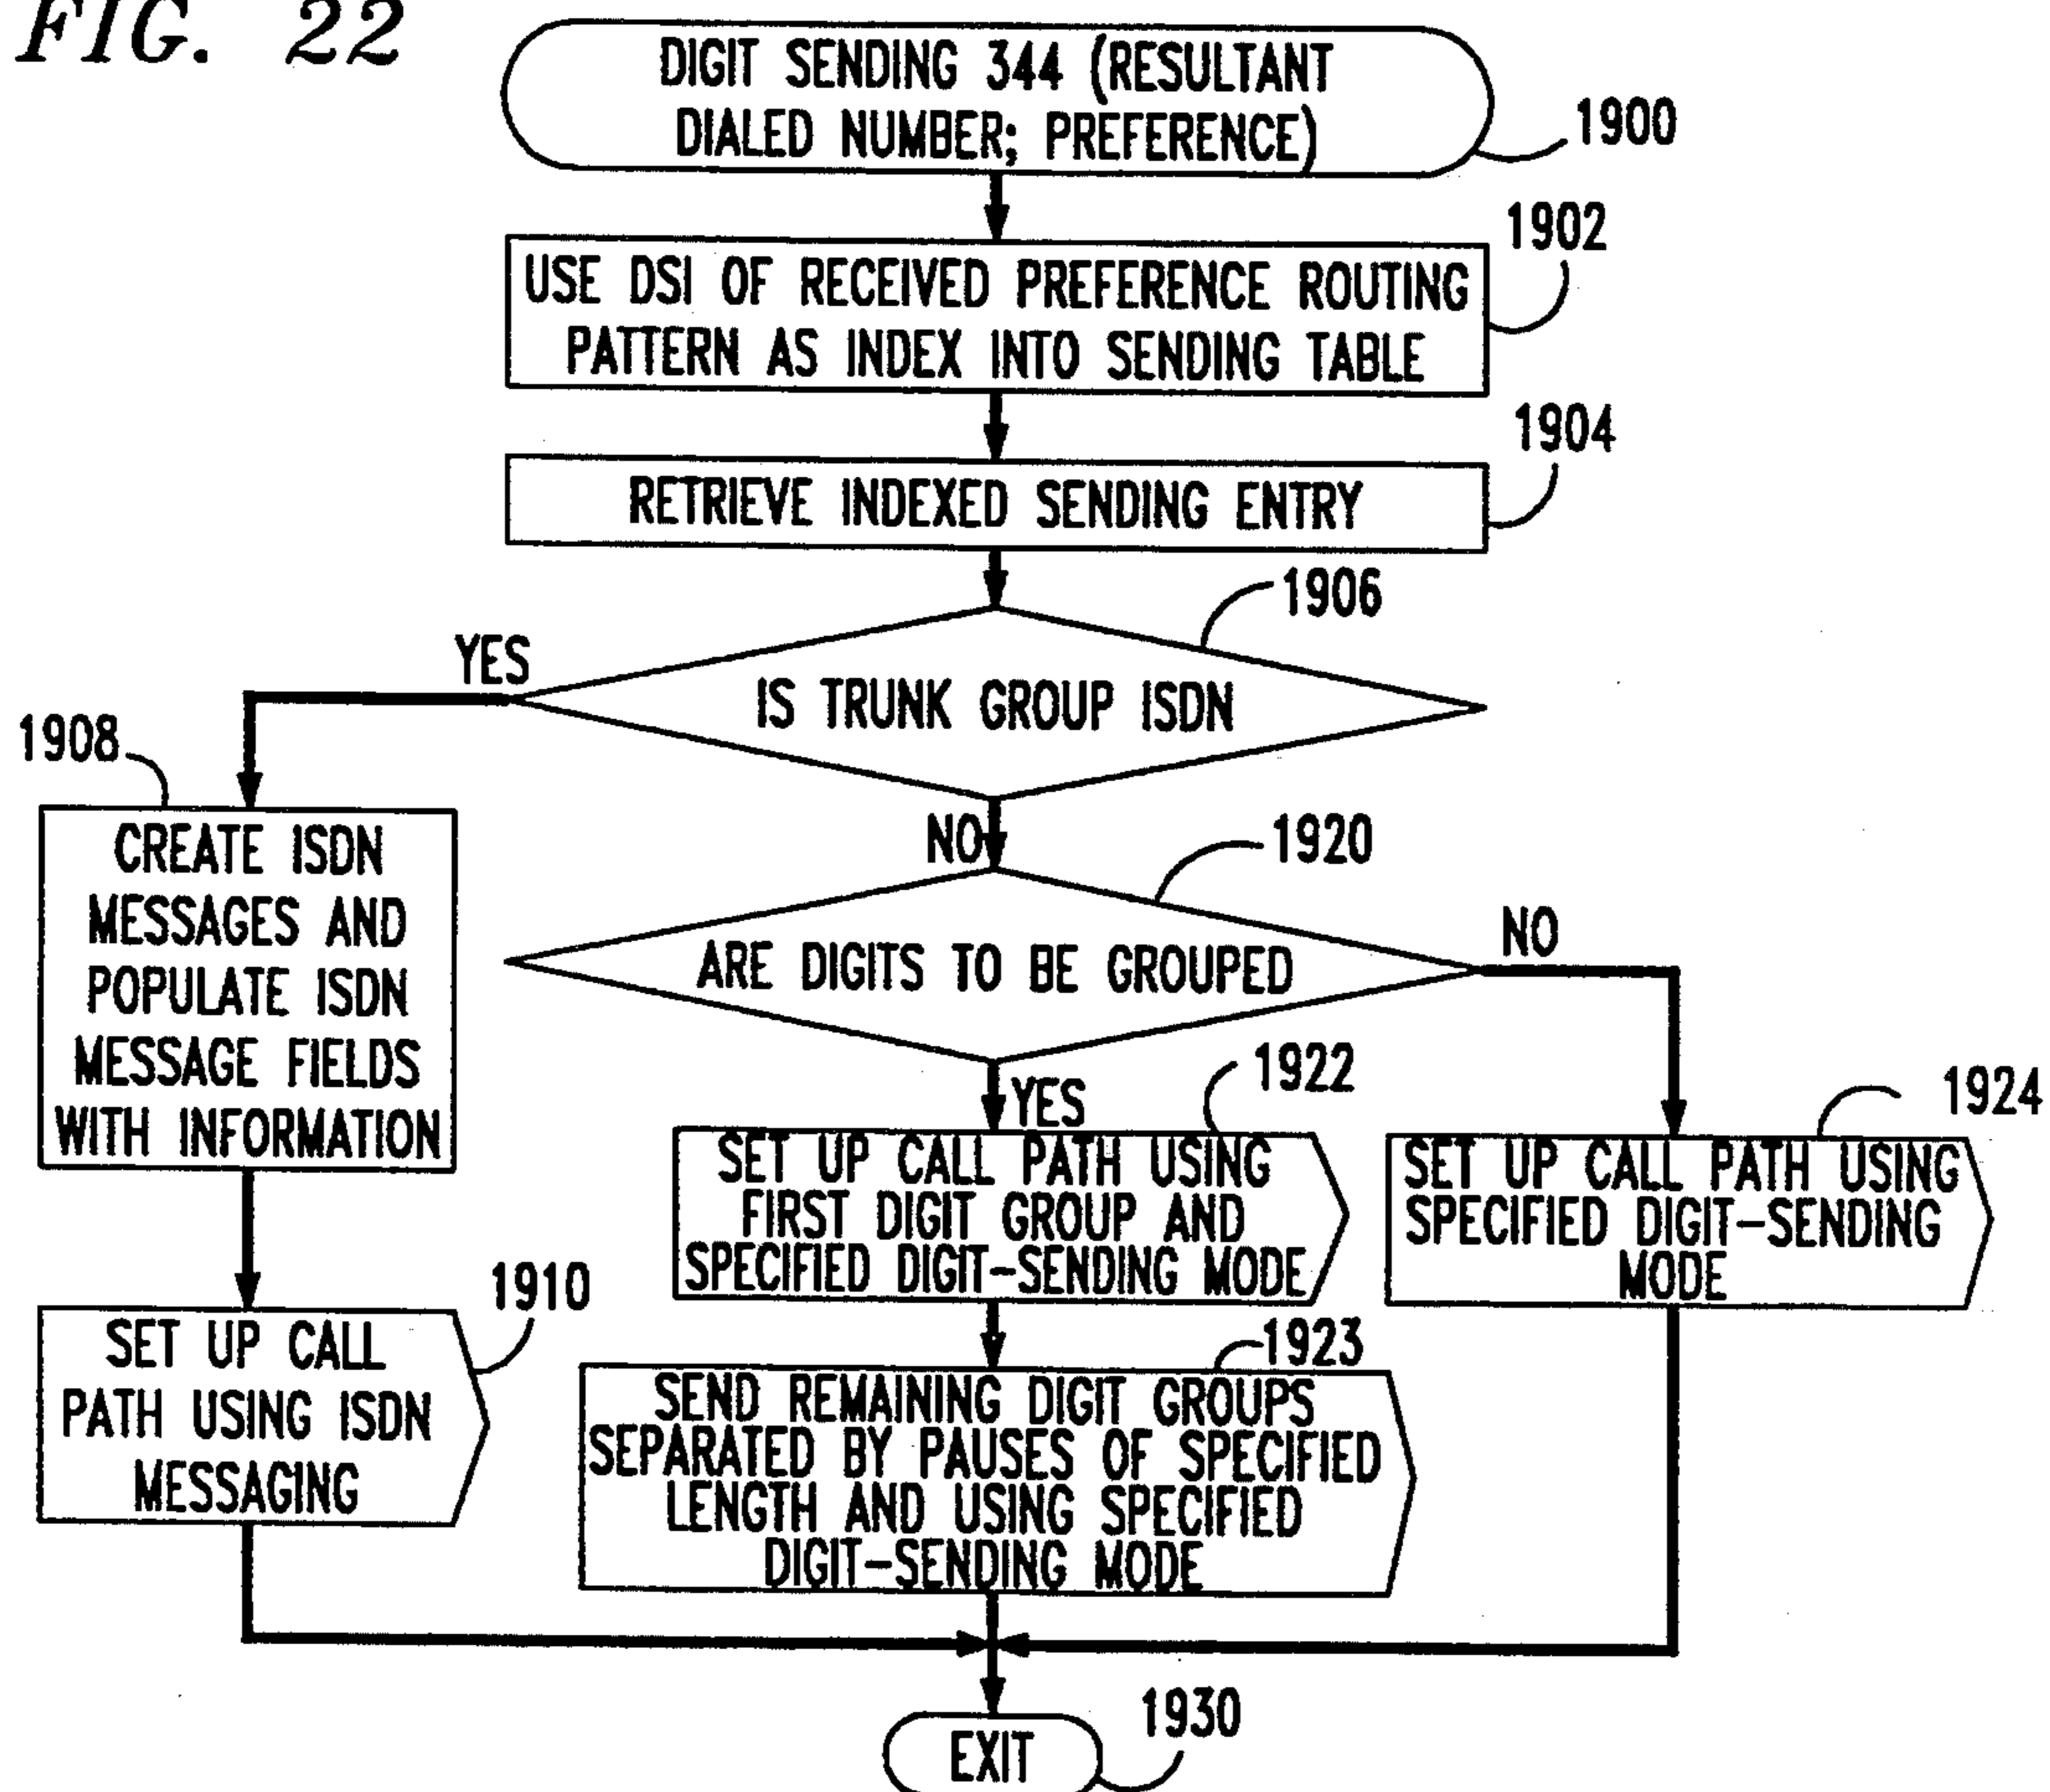 FIG. 22
DIGIT SENDING 344 (RESULTANT
DIALED NUMBER; PREFERENCE)
1900
1902
USE DSI OF RECEIVED PREFERENCE ROUTING
PATTERN AS INDEX INTO SENDING TABLE
1904
RETRIEVE INDEXED SENDING ENTRY
1906
YES
IS TRUNK GROUP ISDN
1908
NO
1920
CREATE ISDN
MESSAGES AND
POPULATE ISDN
MESSAGE FIELDS
WITH INFORMATION
ARE DIGITS TO BE GROUPED
NO
YES
1922
1924
SET UP CALL PATH USING
FIRST DIGIT GROUP AND
SPECIFIED DIGIT-SENDING MODE
SET UP CALL PATH USING
SPECIFIED DIGIT-SENDING
MODE
1910
SET UP CALL
PATH USING ISDN
MESSAGING
1923
SEND REMAINING DIGIT GROUPS
SEPARATED BY PAUSES OF SPECIFIED
LENGTH AND USING SPECIFIED
DIGIT-SENDING MODE
1930
EXIT